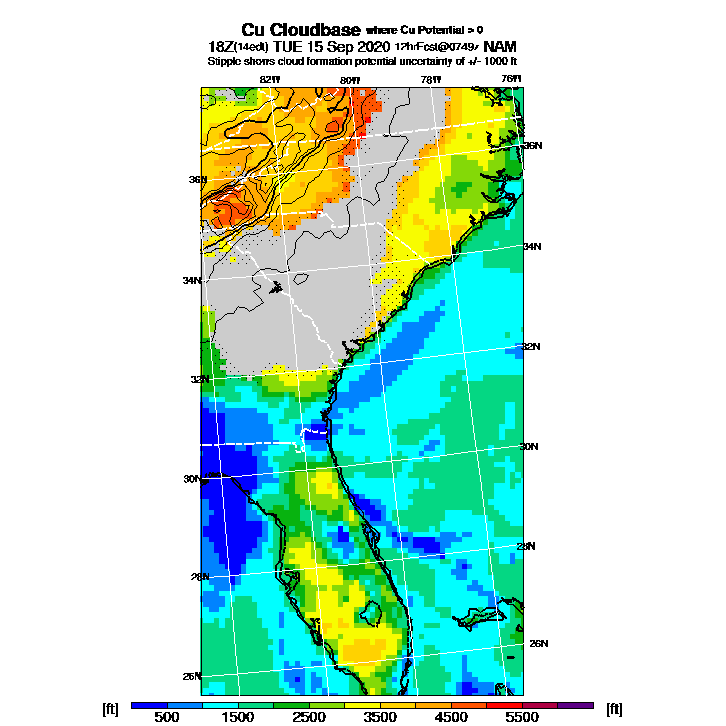 Cu Cloudbase where Cu Potential > 0
18Z(14edt) TUE 15 Sep 2020 12hrFcst@0749z NAM
Stipple shows cloud formation potential uncertainty of +/- 1000 ft
82W 80W 78W 76W
36N
36N
34N
34N
32N
32N
30N
30N
28N
28N
26N
26N
[ft] 500 1500 2500 3500 4500 5500 [ft]